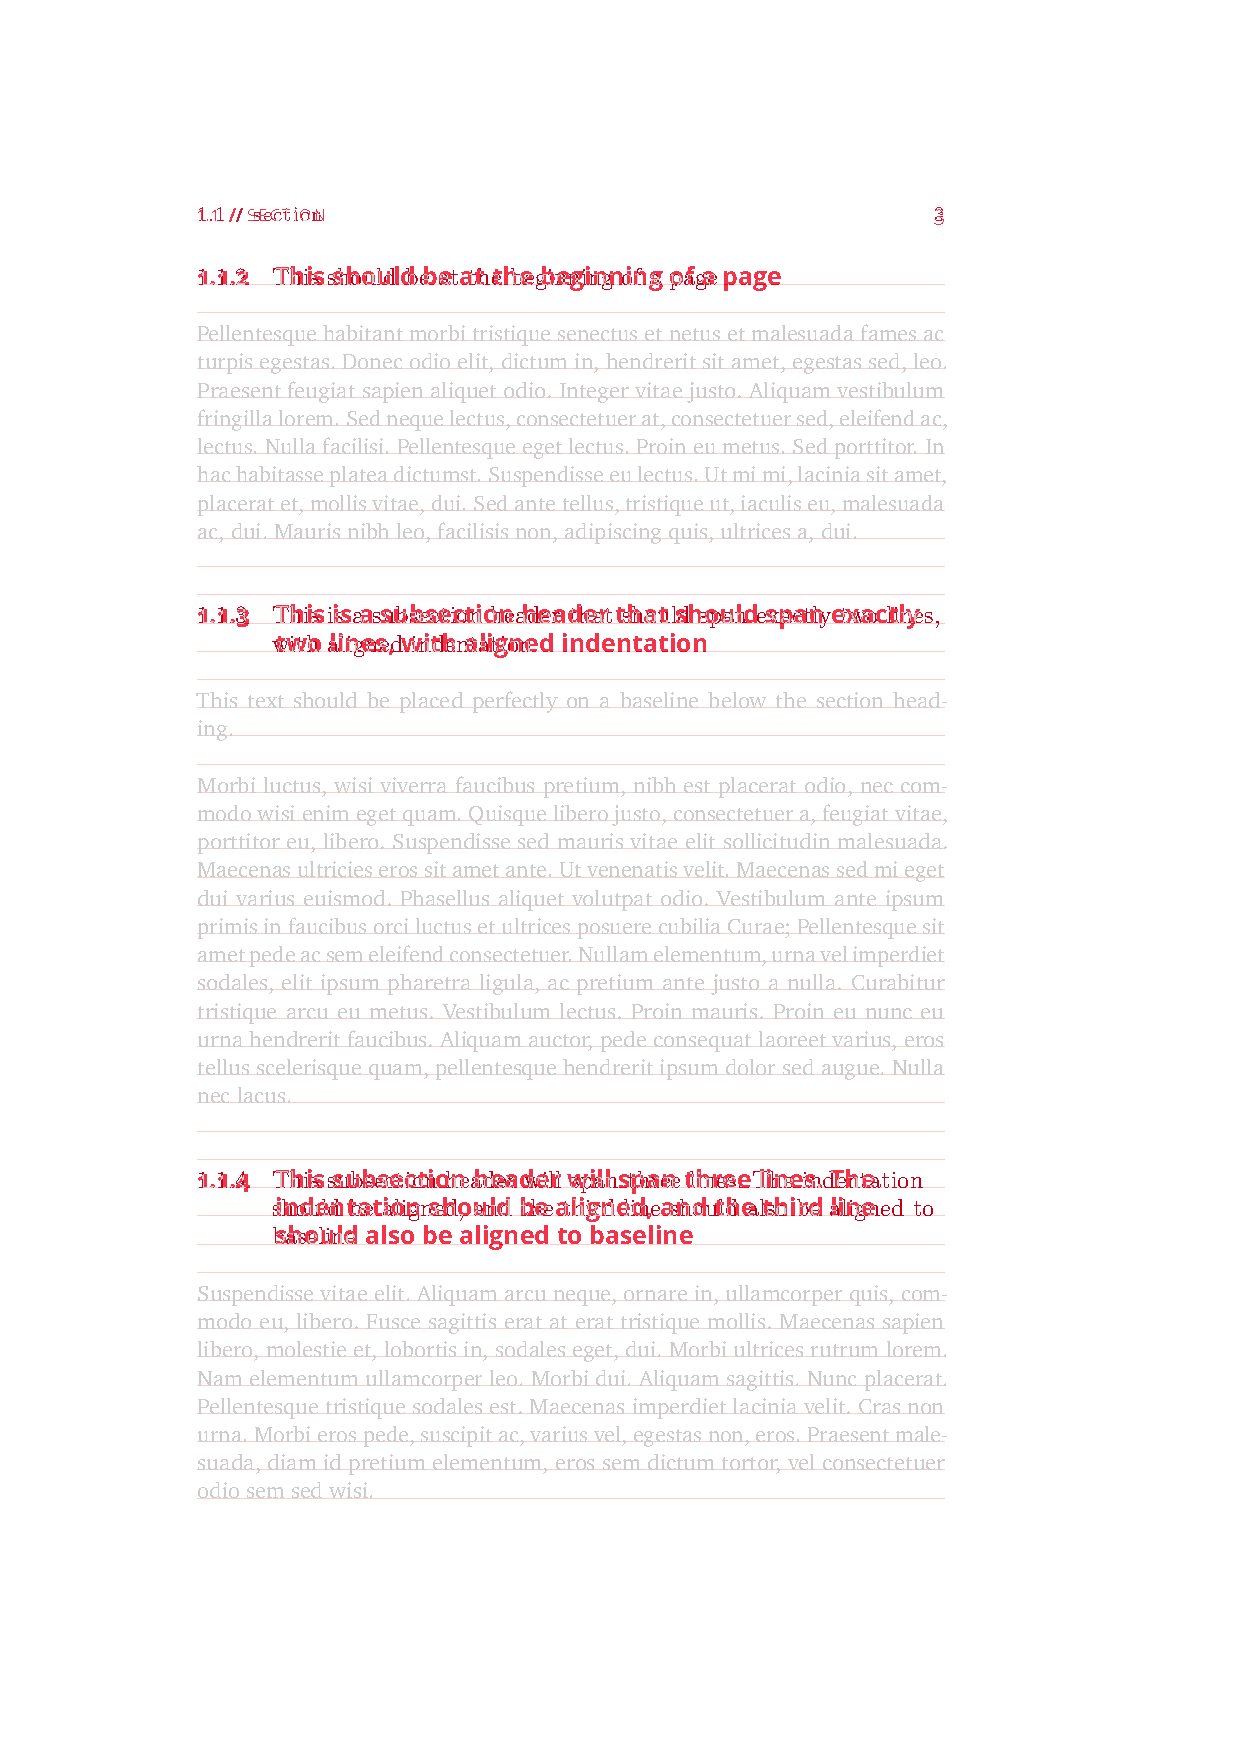 1.1 // SECTION 3
1.1.2 This should be at the beginning of a page
Pellentesque habitant morbi tristique senectus et netus et malesuada fames ac
turpis egestas. Donec odio elit, dictum in, hendrerit sit amet, egestas sed, leo.
Praesent feugiat sapien aliquet odio. Integer vitae justo. Aliquam vestibulum
fringilla lorem. Sed neque lectus, consectetuer at, consectetuer sed, eleifend ac,
lectus. Nulla facilisi. Pellentesque eget lectus. Proin eu metus. Sed porttitor. In
hac habitasse platea dictumst. Suspendisse eu lectus. Ut mi mi, lacinia sit amet,
placerat et, mollis vitae, dui. Sed ante tellus, tristique ut, iaculis eu, malesuada
ac, dui. Mauris nibh leo, facilisis non, adipiscing quis, ultrices a, dui.
1.1.3 This is a subsection header that should span exactly
two lines, with aligned indentation
This text should be placed perfectly on a baseline below the section head-
ing.
Morbi luctus, wisi viverra faucibus pretium, nibh est placerat odio, nec com-
modo wisi enim eget quam. Quisque libero justo, consectetuer a, feugiat vitae,
porttitor eu, libero. Suspendisse sed mauris vitae elit sollicitudin malesuada.
Maecenas ultricies eros sit amet ante. Ut venenatis velit. Maecenas sed mi eget
dui varius euismod. Phasellus aliquet volutpat odio. Vestibulum ante ipsum
primis in faucibus orci luctus et ultrices posuere cubilia Curae; Pellentesque sit
amet pede ac sem eleifend consectetuer. Nullam elementum, urna vel imperdiet
sodales, elit ipsum pharetra ligula, ac pretium ante justo a nulla. Curabitur
tristique arcu eu metus. Vestibulum lectus. Proin mauris. Proin eu nunc eu
urna hendrerit faucibus. Aliquam auctor, pede consequat laoreet varius, eros
tellus scelerisque quam, pellentesque hendrerit ipsum dolor sed augue. Nulla
nec lacus.
1.1.4 This subsection header will span three lines. The
indentation should be aligned, and the third line
should also be aligned to baseline
Suspendisse vitae elit. Aliquam arcu neque, ornare in, ullamcorper quis, com-
modo eu, libero. Fusce sagittis erat at erat tristique mollis. Maecenas sapien
libero, molestie et, lobortis in, sodales eget, dui. Morbi ultrices rutrum lorem.
Nam elementum ullamcorper leo. Morbi dui. Aliquam sagittis. Nunc placerat.
Pellentesque tristique sodales est. Maecenas imperdiet lacinia velit. Cras non
urna. Morbi eros pede, suscipit ac, varius vel, egestas non, eros. Praesent male-
suada, diam id pretium elementum, eros sem dictum tortor, vel consectetuer
odio sem sed wisi.